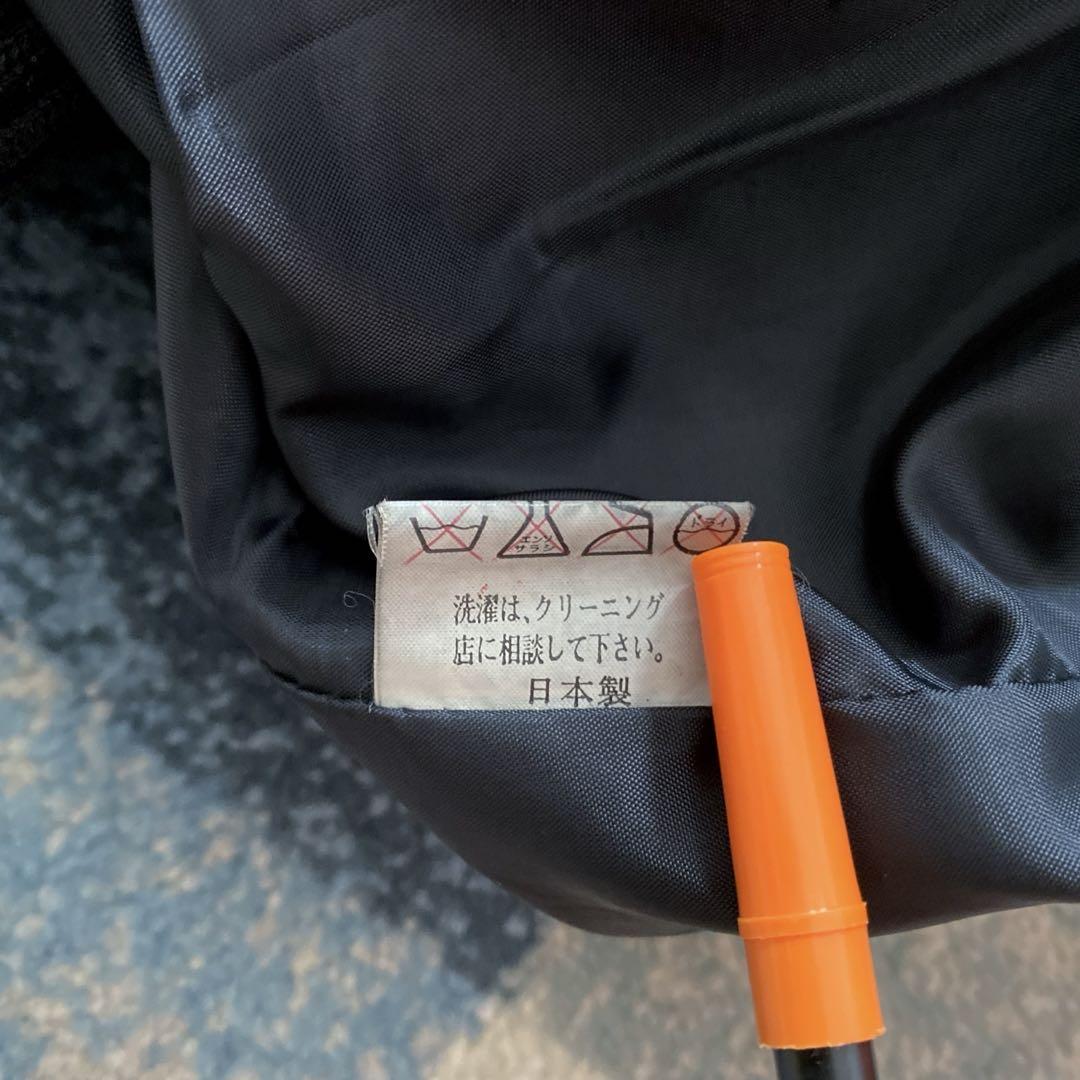 エンソ
サラシ
ドライ
洗濯は、クリーニング
店に相談して下さい。
日本製